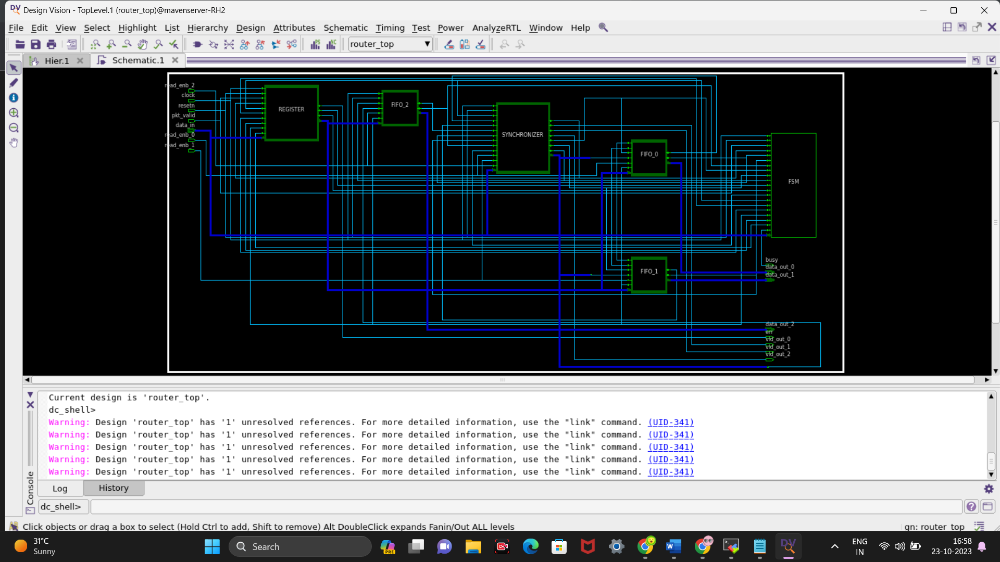 DV Design Vision - TopLevel.1 (router_top)@mavenserver-RH2
File Edit View Select Highlight List Hierarchy Design Attributes Schematic Timing Test Power AnalyzeRTL Window Help
PS NC router_top
Hier.1 Schematic.1
read_enb_2
clock
resetn
pkt_valid
data_in
read_enb_0
read_enb_1
REGISTER
FIFO_2
SYNCHRONIZER
FIFO_0
FSM
FIFO_1
busy
data_out_0
data_out_1
data_out_2
err
vld_out_0
vld_out_1
vld_out_2
Current design is 'router_top'.
dc_shell>
Warning: Design 'router_top' has '1' unresolved references. For more detailed information, use the "link" command. (UID-341)
Warning: Design 'router_top' has '1' unresolved references. For more detailed information, use the "link" command. (UID-341)
Warning: Design 'router_top' has '1' unresolved references. For more detailed information, use the "link" command. (UID-341)
Warning: Design 'router_top' has '1' unresolved references. For more detailed information, use the "link" command. (UID-341)
Warning: Design 'router_top' has '1' unresolved references. For more detailed information, use the "link" command. (UID-341)
Console
Log History
dc_shell>
Click objects or drag a box to select (Hold Ctrl to add, Shift to remove) Alt DoubleClick expands Fanin/Out ALL levels
gn: router_top
31°C
Sunny
Search
PRE
W
DV
ENG
IN
16:58
23-10-2023